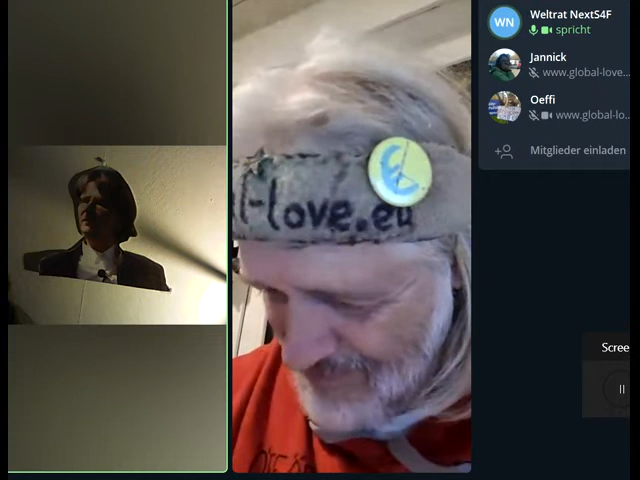 l-love.eu
WN
Weltrat NextS4F
spricht
Jannick
www.global-love...
Oeffi
www.global-lo...
Mitglieder einladen
Scree